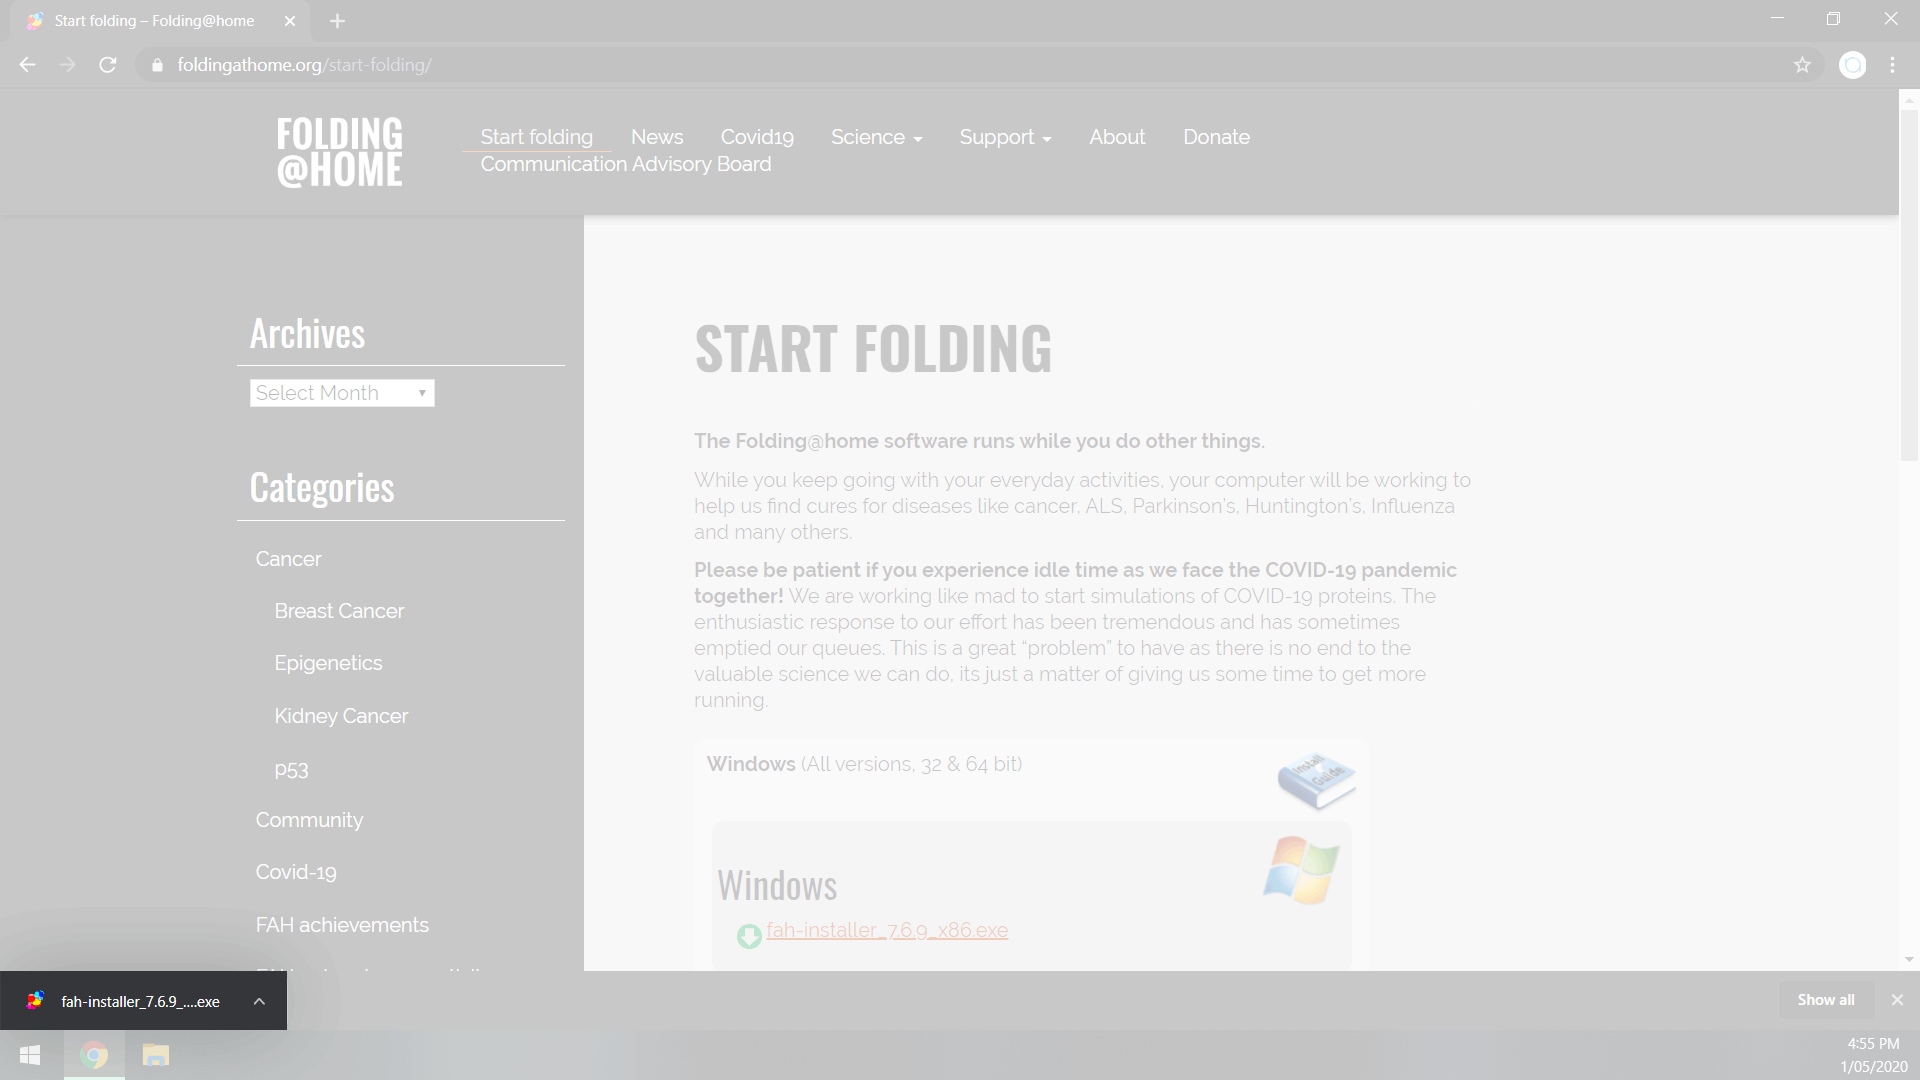 Start folding – Folding@home
foldingathome.org/start-folding/
FOLDING
@HOME
Start folding
News
Covid19
Science
Support
About
Donate
Communication Advisory Board
Archives
Select Month
Categories
Cancer
Breast Cancer
Epigenetics
Kidney Cancer
p53
Community
Covid-19
FAH achievements
START FOLDING
The Folding@home software runs while you do other things.
While you keep going with your everyday activities, your computer will be working to
help us find cures for diseases like cancer, ALS, Parkinson’s, Huntington’s, Influenza
and many others.
Please be patient if you experience idle time as we face the COVID-19 pandemic
together! We are working like mad to start simulations of COVID-19 proteins. The
enthusiastic response to our effort has been tremendous and has sometimes
emptied our queues. This is a great “problem” to have as there is no end to the
valuable science we can do, its just a matter of giving us some time to get more
running.
Windows (All versions, 32 & 64 bit)
Install
Guide
Windows
fah-installer_7.6.9_x86.exe
fah-installer_7.6.9_....exe
Show all
4:55 PM
1/05/2020